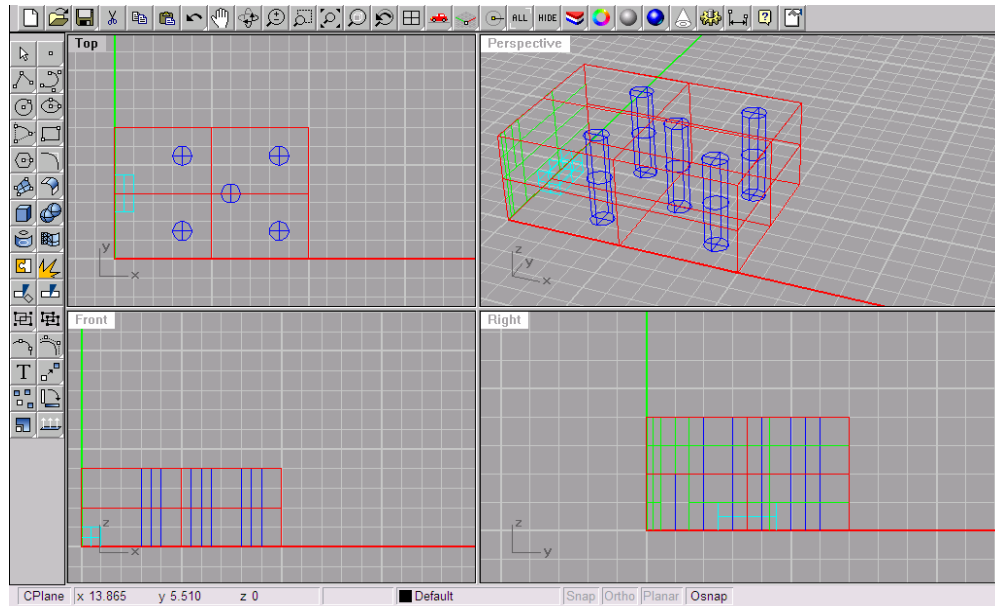 ALL HIDE
Top
Perspective
y
x
z
y
x
T
Front
Right
z
x
z
y
CPlane x 13.865 y 5.510 z 0 Default Snap Ortho Planar Osnap